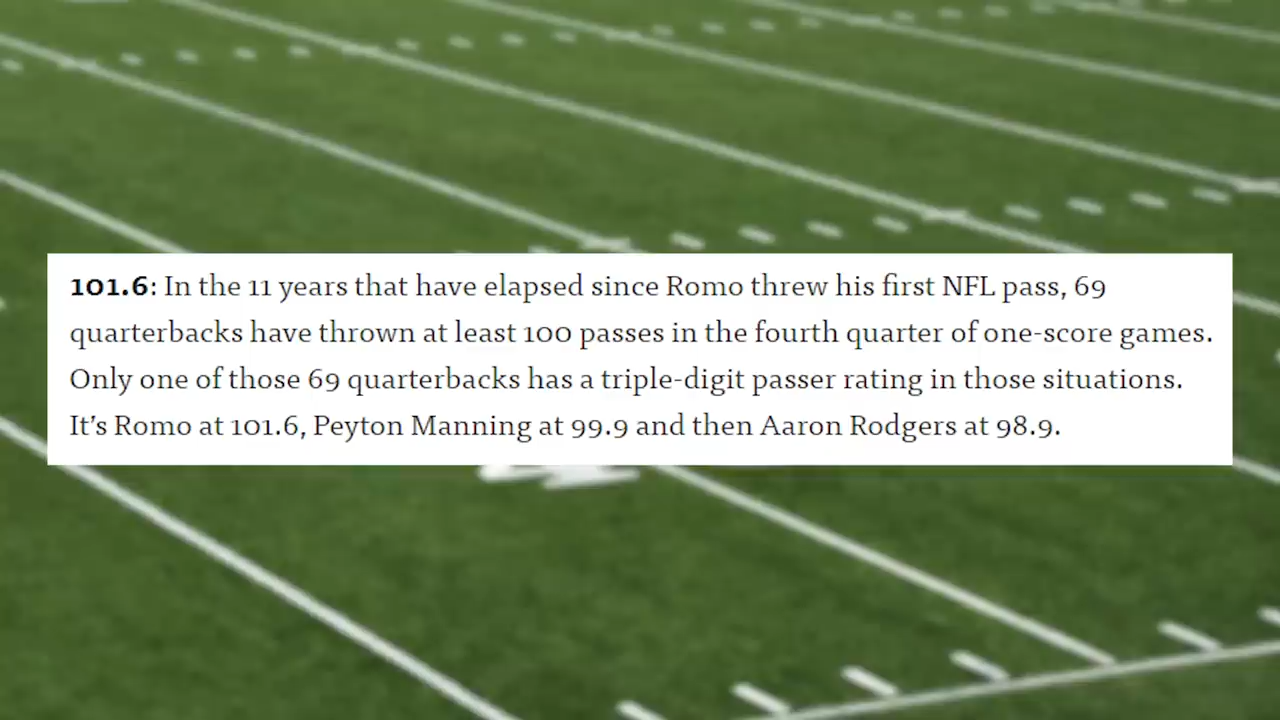 101.6: In the 11 years that have elapsed since Romo threw his first NFL pass, 69
quarterbacks have thrown at least 100 passes in the fourth quarter of one-score games.
Only one of those 69 quarterbacks has a triple-digit passer rating in those situations.
It’s Romo at 101.6, Peyton Manning at 99.9 and then Aaron Rodgers at 98.9.